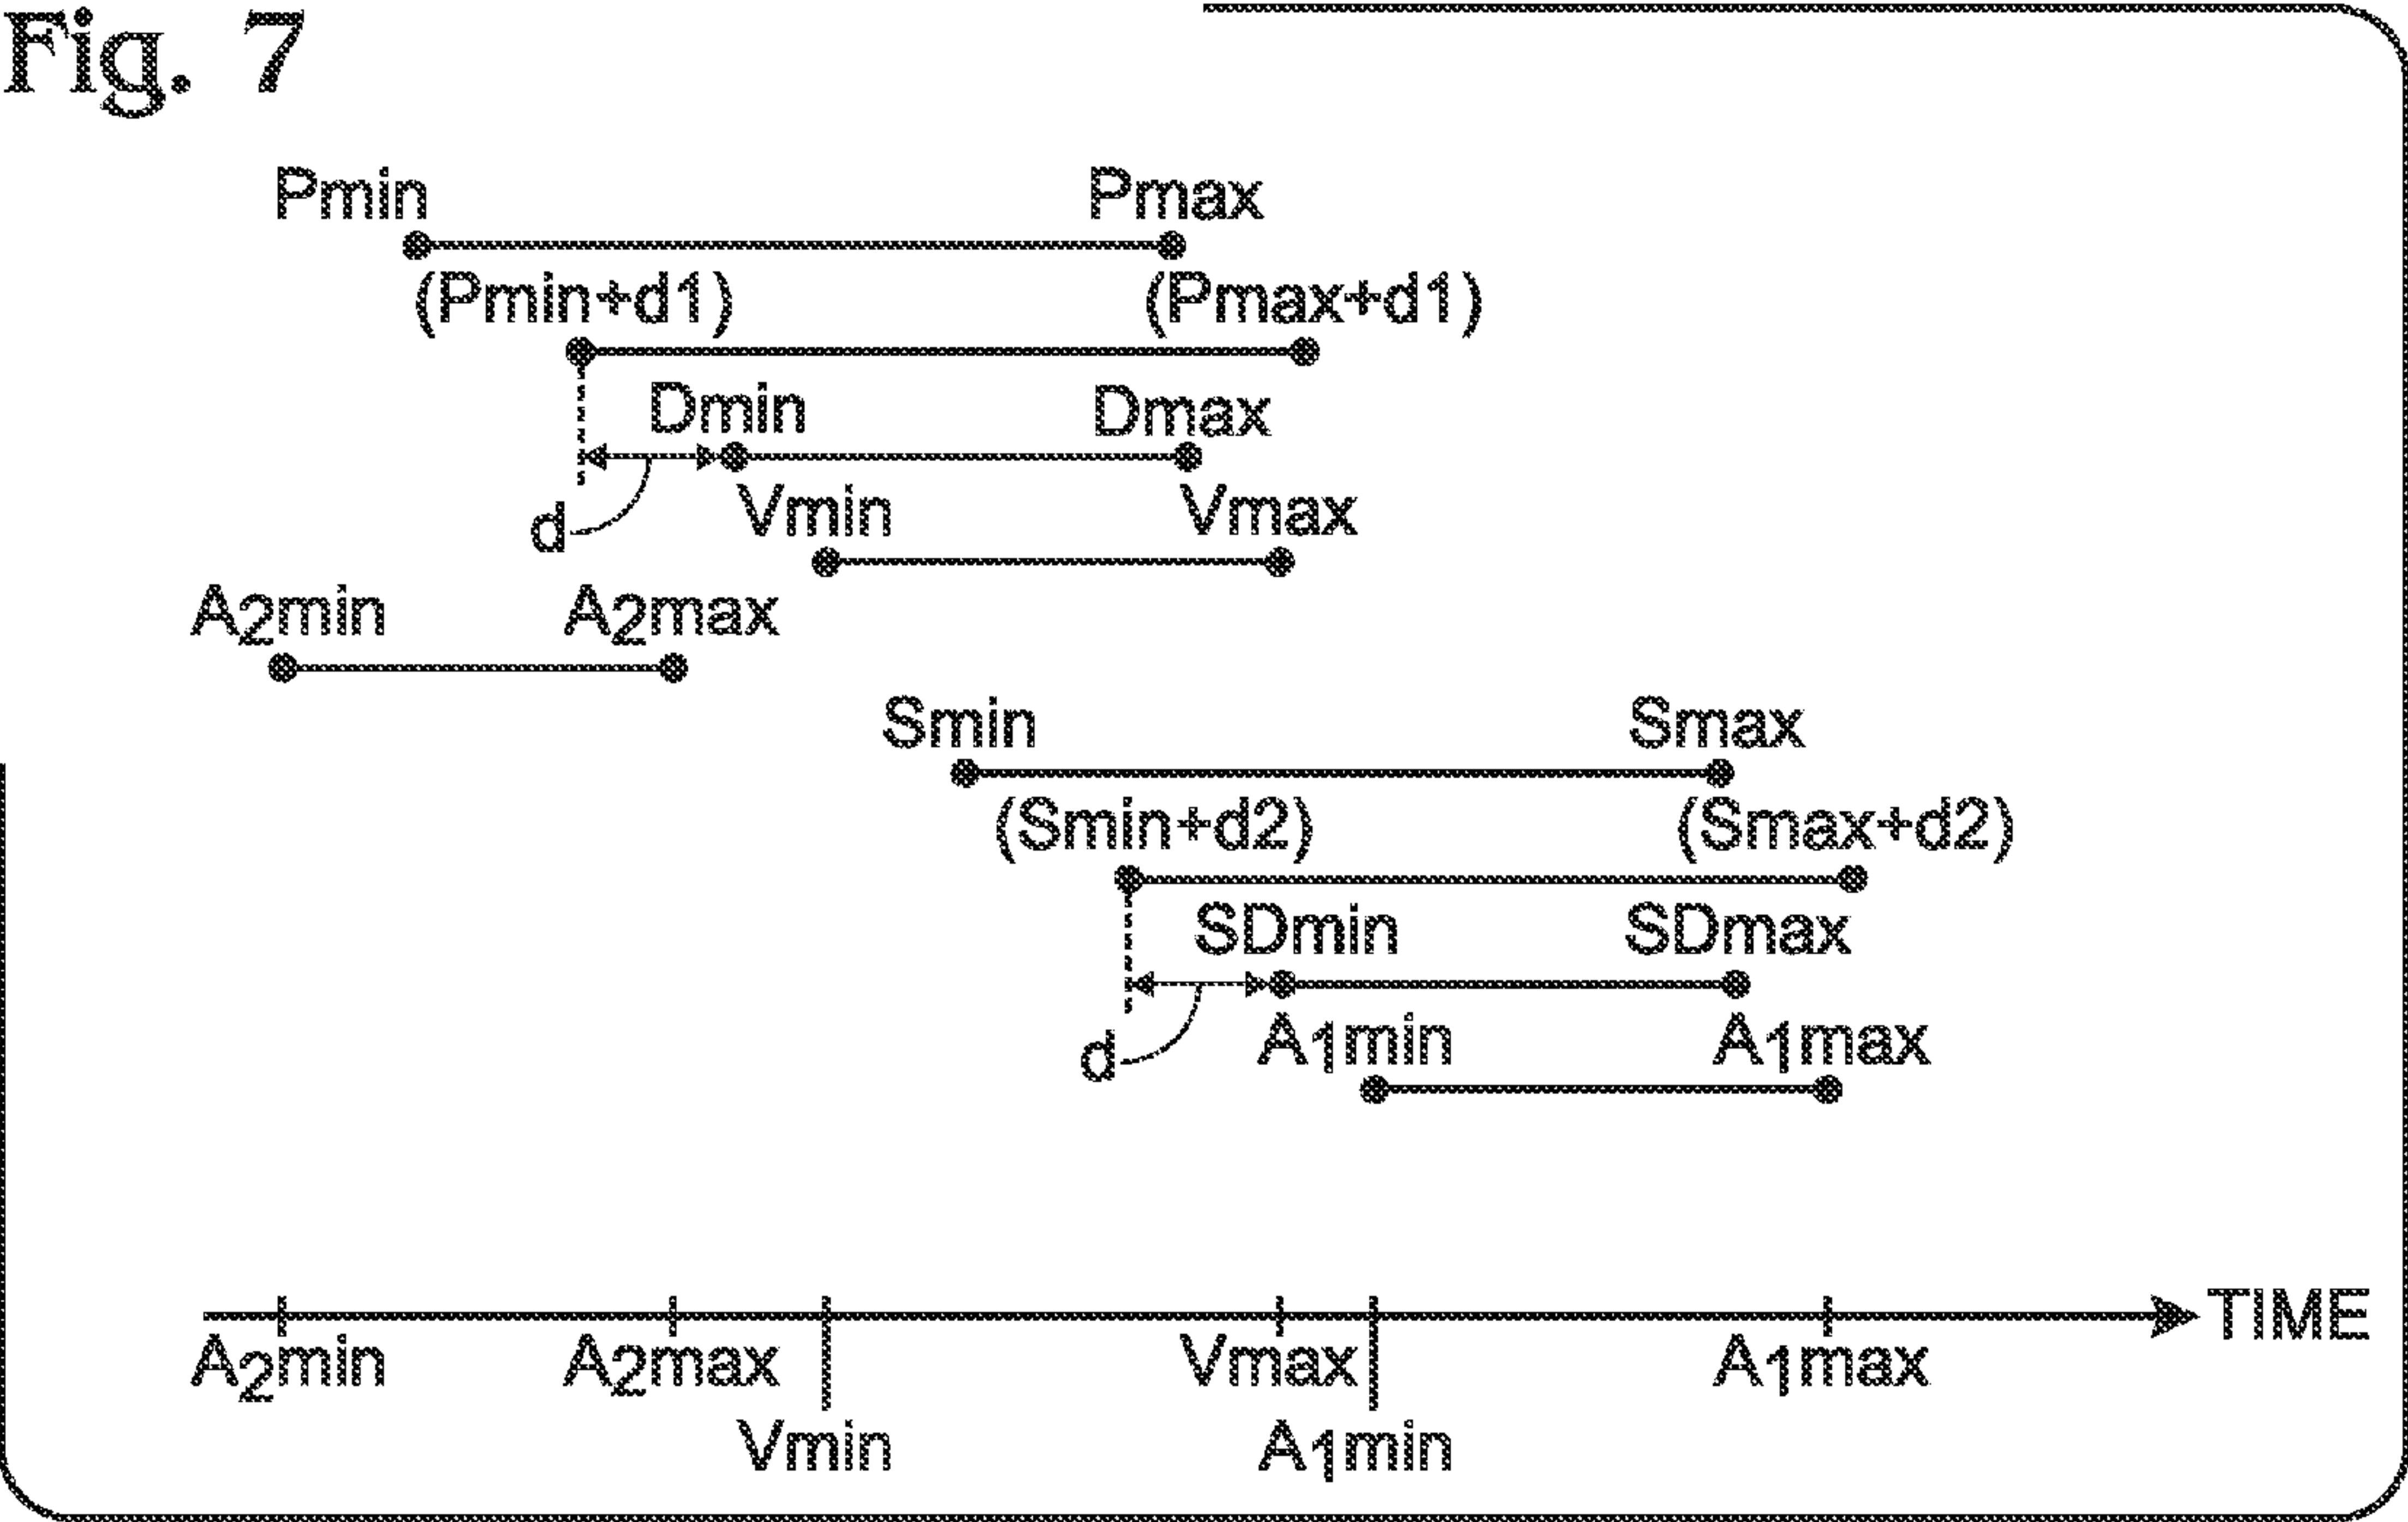 Fig. 7
Pmin Pmax
(Pmin+d1) (Pmax+d1)
Dmin Dmax
d Vmin Vmax
A2min A2max
Smin Smax
(Smin+d2) (Smax+d2)
SDmin SDmax
d A1min A1max
TIME
A2min A2max Vmax A1max
Vmin A1min